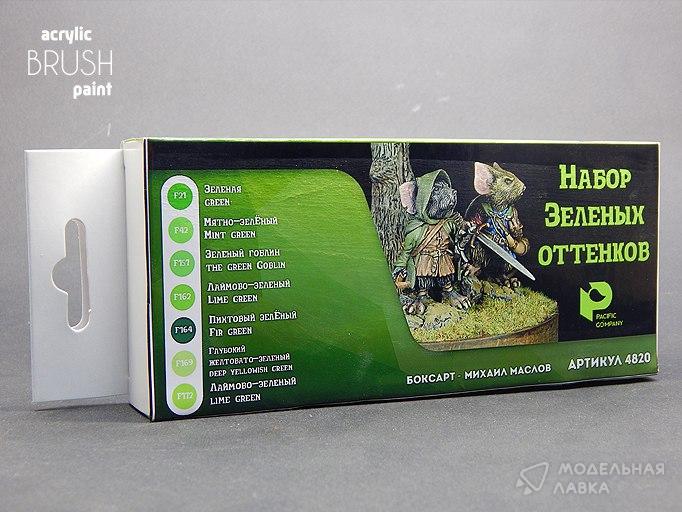 acrylic
BRUSH
paint
F21
Зеленая
GREEN
F42
Мятно-зелЁный
Mint green
F157
Зеленый гоблин
THE GREEN GOBLIN
F162
Лаймово-зеленый
Lime green
F164
Пихтовый зелЁный
Fir green
F169
Глубокий
желтовато-зеленый
DEEP YELLOWISH GREEN
F172
Лаймово-зеленый
LIME GREEN
Набор
Зеленых
оттенков
Pacific
company
БОКСАРТ - МИХАИЛ МАСЛОВ
АРТИКУЛ 4820
МОДЕЛЬНАЯ
ЛАВКА